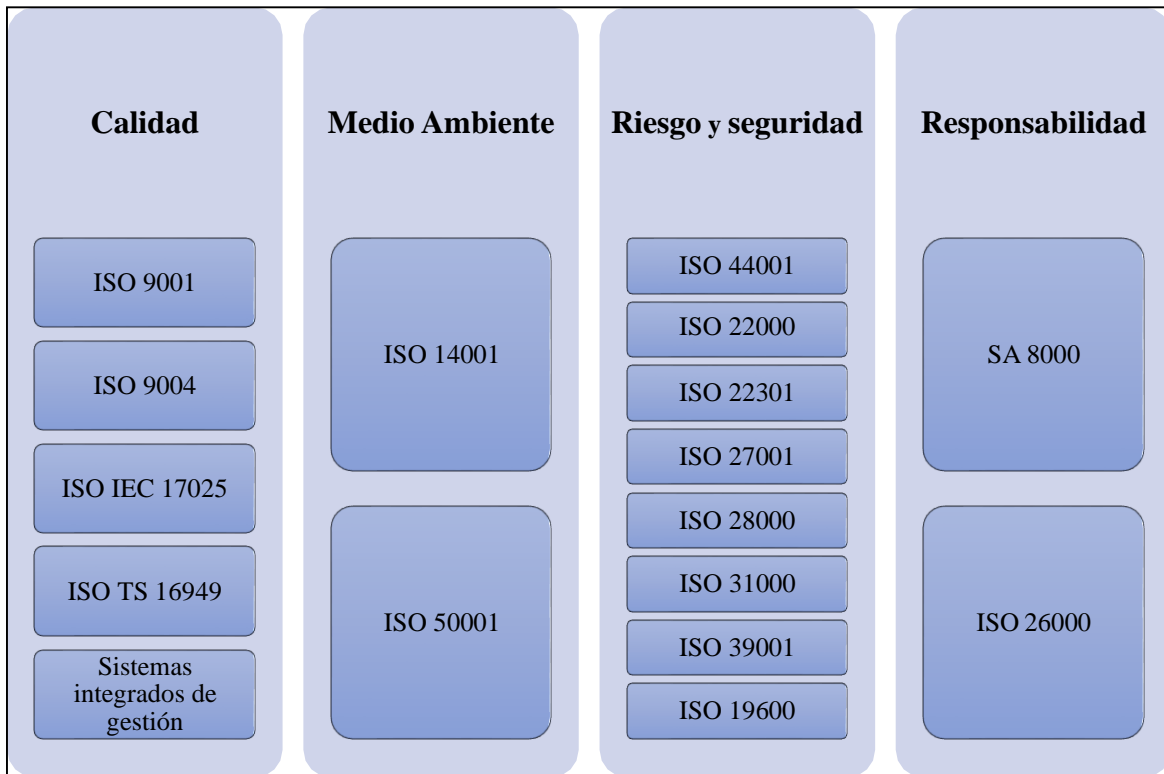 Calidad
ISO 9001
ISO 9004
ISO IEC 17025
ISO TS 16949
Sistemas
integrados de
gestión
Medio Ambiente
ISO 14001
ISO 50001
Riesgo y seguridad
ISO 44001
ISO 22000
ISO 22301
ISO 27001
ISO 28000
ISO 31000
ISO 39001
ISO 19600
Responsabilidad
SA 8000
ISO 26000